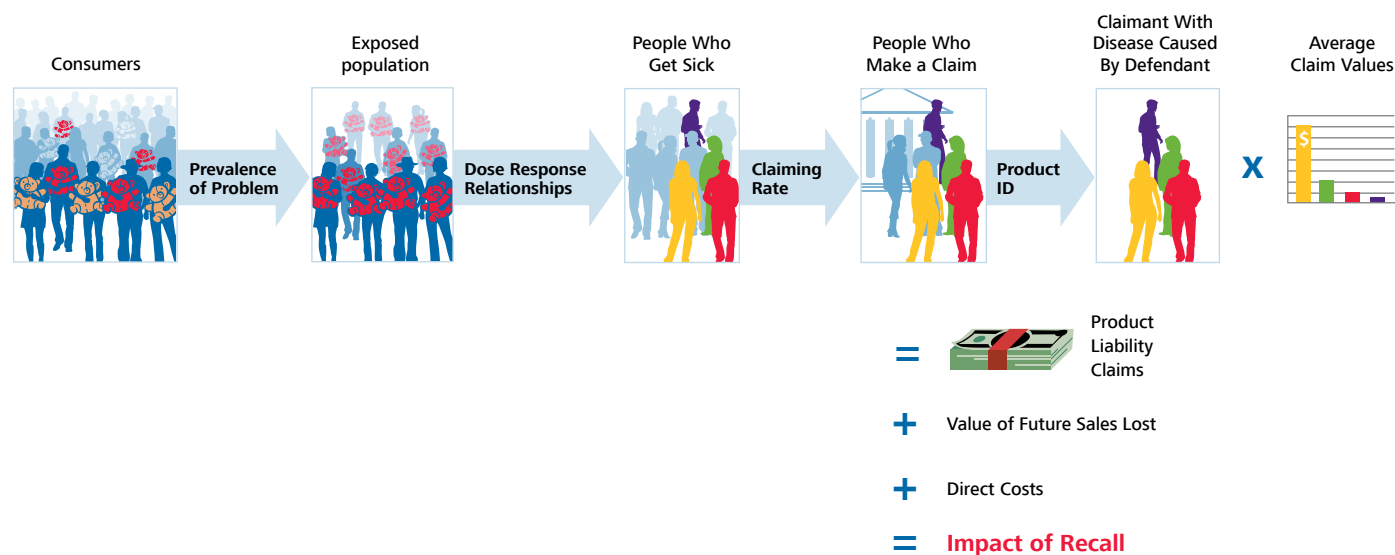 Consumers
Exposed
population
People Who
Get Sick
People Who
Make a Claim
Claimant With
Disease Caused
By Defendant
Average
Claim Values
Prevalence
of Problem
Dose Response
Relationships
Claiming
Rate
Product
ID
X
$
=
Product
Liability
Claims
+
Value of Future Sales Lost
+
Direct Costs
=
Impact of Recall